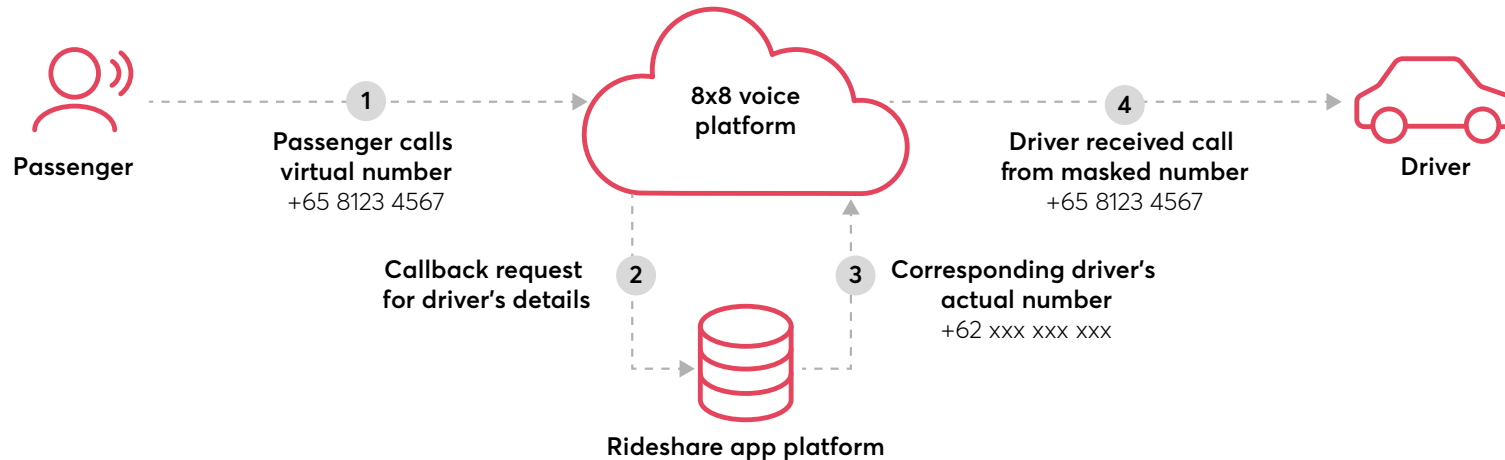 Passenger
1
Passenger calls
virtual number
+65 8123 4567
8x8 voice
platform
4
Driver received call
from masked number
+65 8123 4567
Driver
Callback request
for driver's details
2
3
Corresponding driver's
actual number
+62 xxx xxx xxx
Rideshare app platform